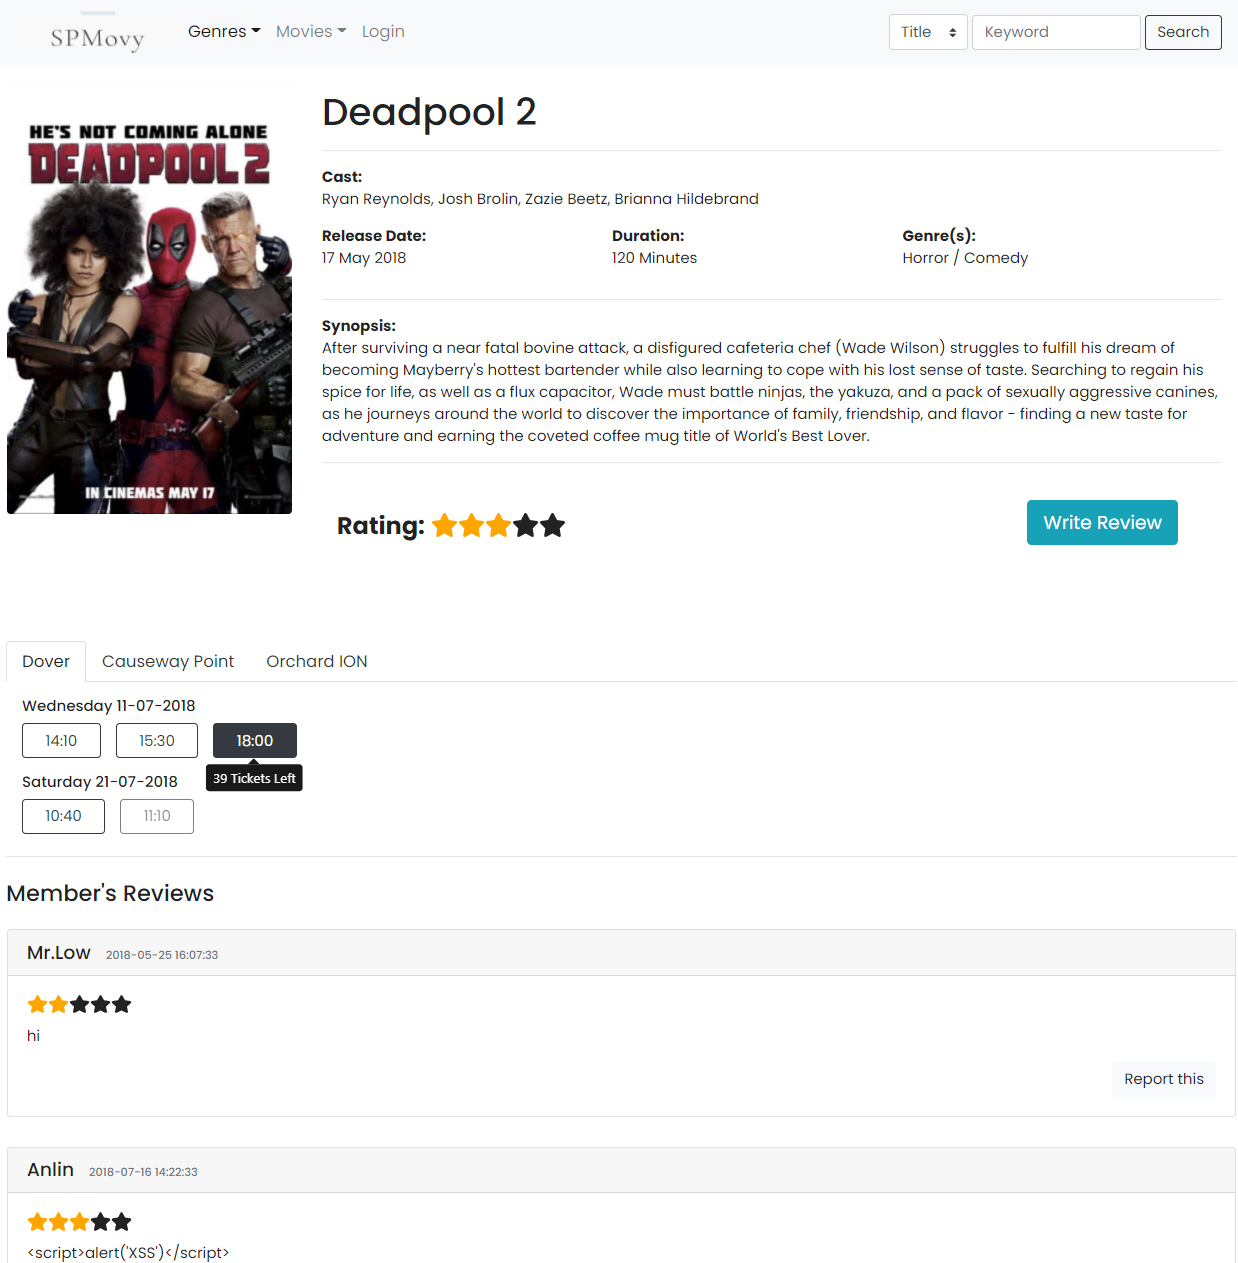 SPMovy
Genres Movies Login Title Keyword Search
HE'S NOT COMING ALONE
DEADPOOL 2
IN CINEMAS MAY 17
Deadpool 2
Cast:
Ryan Reynolds, Josh Brolin, Zazie Beetz, Brianna Hildebrand
Release Date: Duration: Genre(s):
17 May 2018 120 Minutes Horror / Comedy
Synopsis:
After surviving a near fatal bovine attack, a disfigured cafeteria chef (Wade Wilson) struggles to fulfill his dream of
becoming Mayberry's hottest bartender while also learning to cope with his lost sense of taste. Searching to regain his
spice for life, as well as a flux capacitor, Wade must battle ninjas, the yakuza, and a pack of sexually aggressive canines,
as he journeys around the world to discover the importance of family, friendship, and flavor - finding a new taste for
adventure and earning the coveted coffee mug title of World's Best Lover.
Rating: Write Review
Dover Causeway Point Orchard ION
Wednesday 11-07-2018
14:10 15:30 18:00
39 Tickets Left
Saturday 21-07-2018
10:40 11:10
Member's Reviews
Mr.Low 2018-05-25 16:07:33
hi
Report this
Anlin 2018-07-16 14:22:33
<script>alert('XSS')</script>